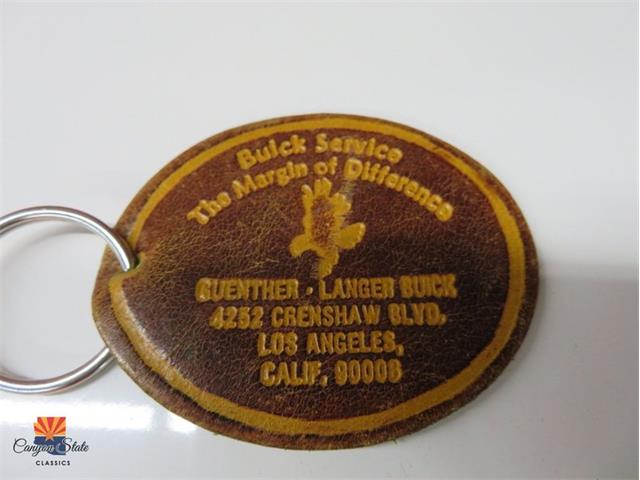 Buick Service
The Margin of Difference
GUENTHER - LANGER BUICK
4252 CRENSHAW BLVD.
LOS ANGELES,
CALIF. 90008
Canyon State
CLASSICS